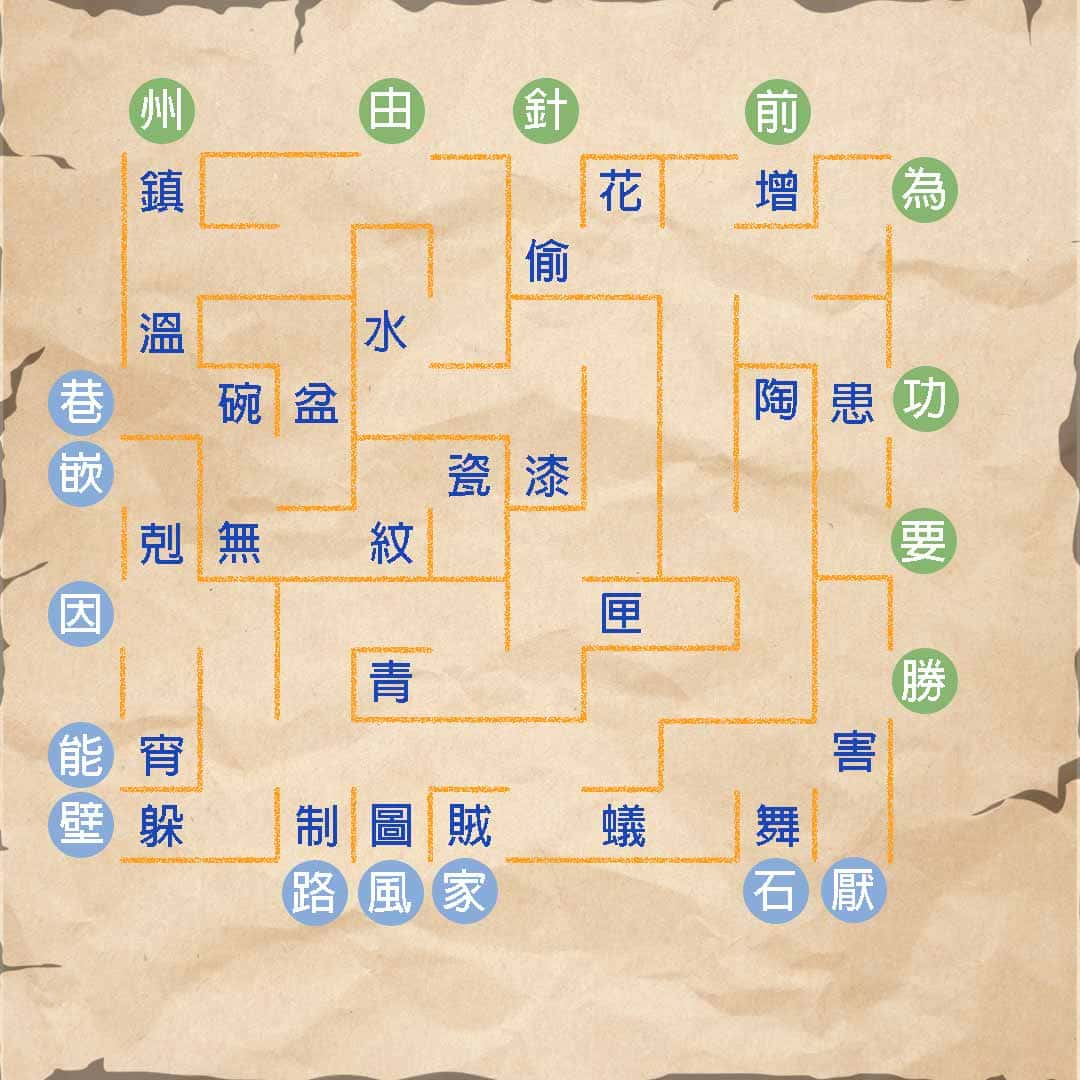 州 由 針 前
鎮 花 增 為
偷
溫 水
巷 碗 盆 陶 患 功
嵌 瓷 漆
剋 無 紋 要
因 匣
青 勝
能 宵 害
壁 躲 制 圖 賊 蟻 舞
路 風 家 石 厭